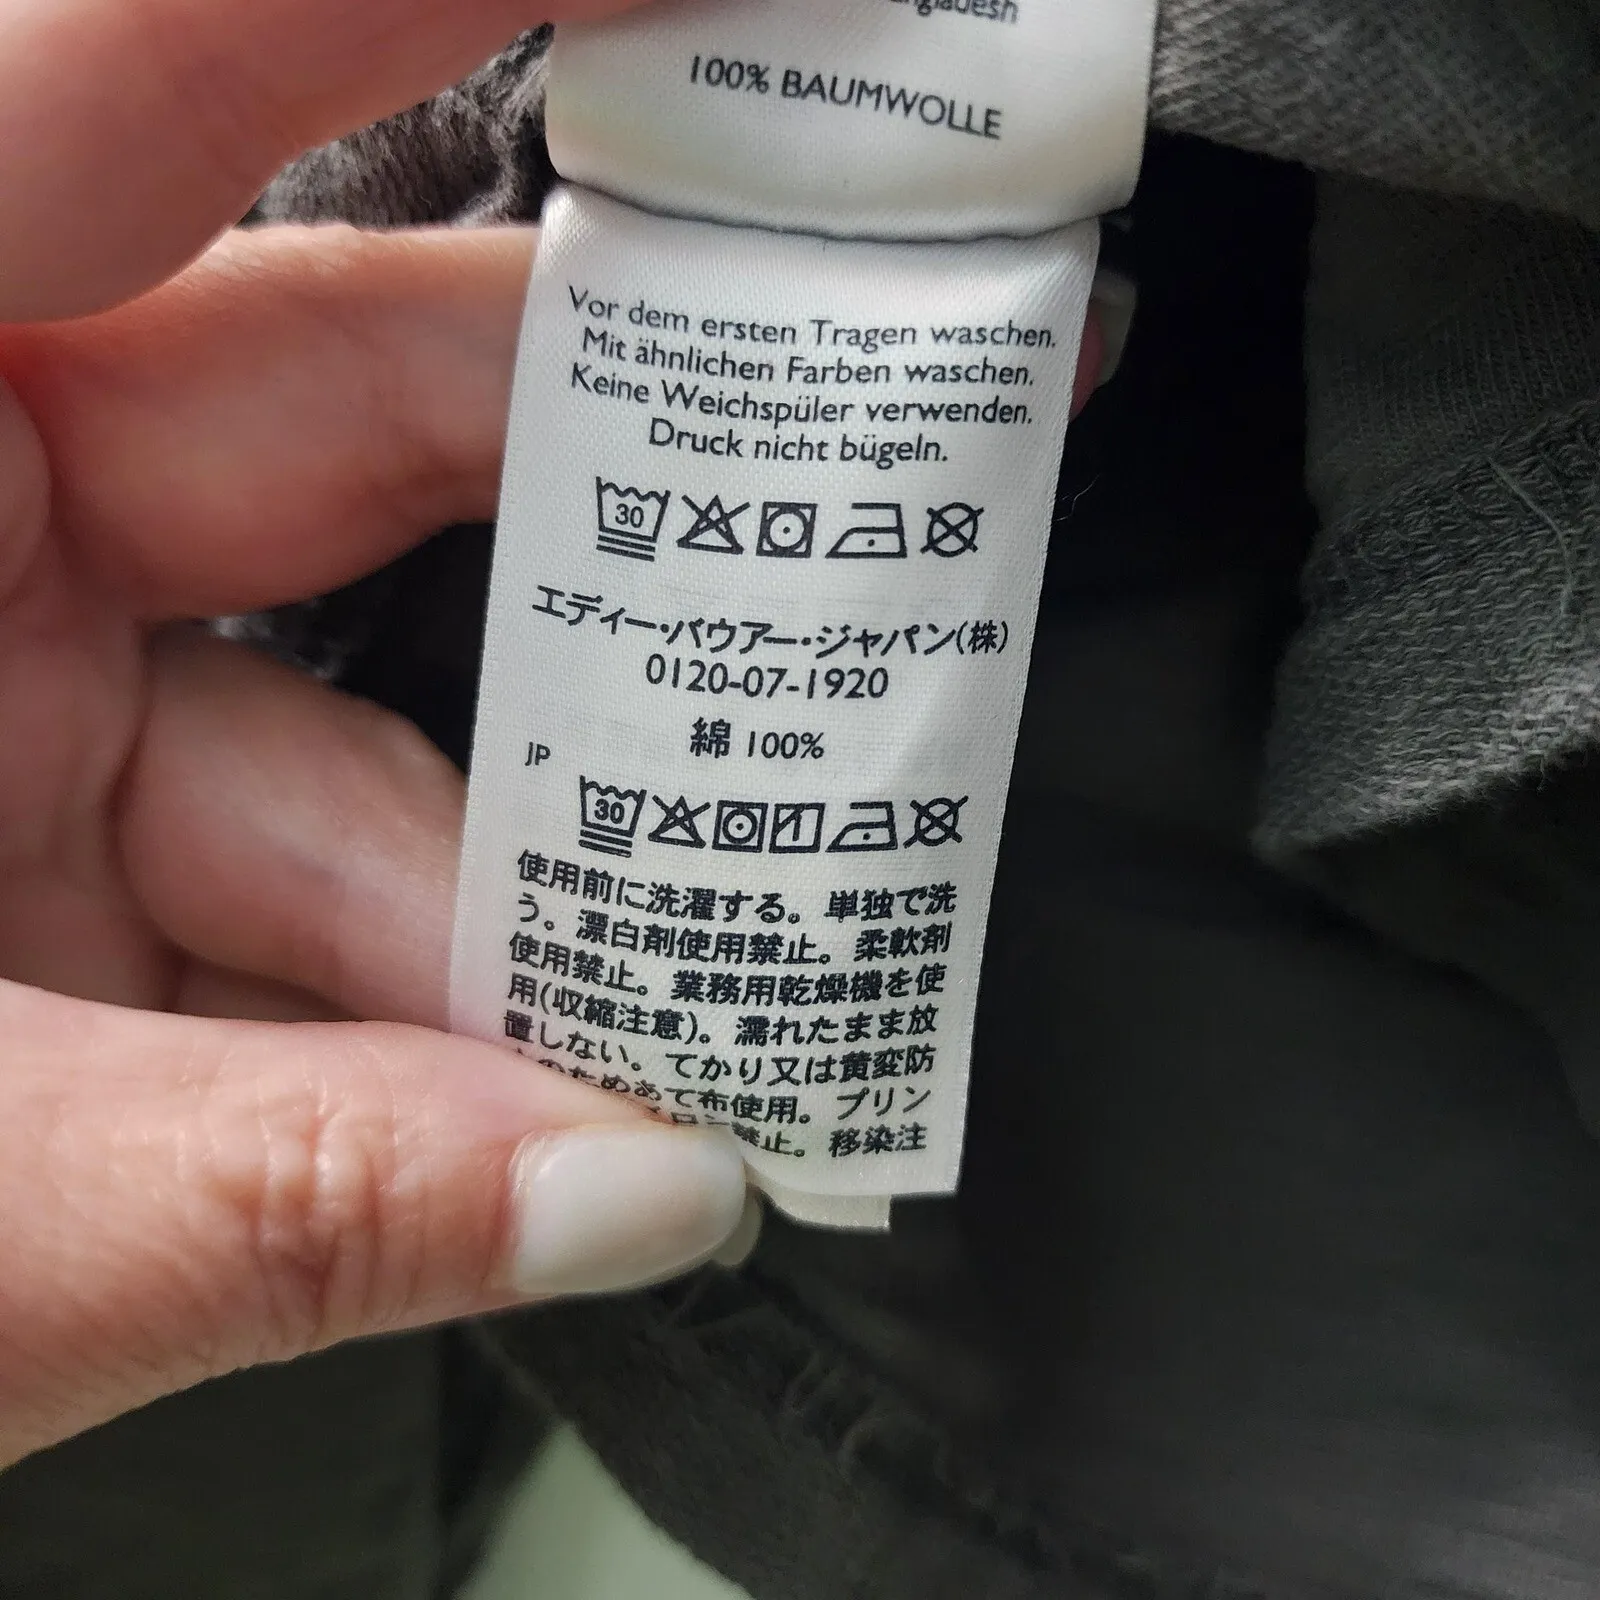 100% BAUMWOLLE
Vor dem ersten Tragen waschen.
Mit ähnlichen Farben waschen.
Keine Weichspüler verwenden.
Druck nicht bügeln.
30
エディー・バウアー・ジャパン(株)
0120-07-1920
綿 100%
JP
30
使用前に洗濯する。単独で洗
う。漂白剤使用禁止。柔軟剤
使用禁止。業務用乾燥機を使
用(収縮注意)。濡れたまま放
置しない。てかり又は黄変防
のためあて布使用。プリン
禁止。移染注